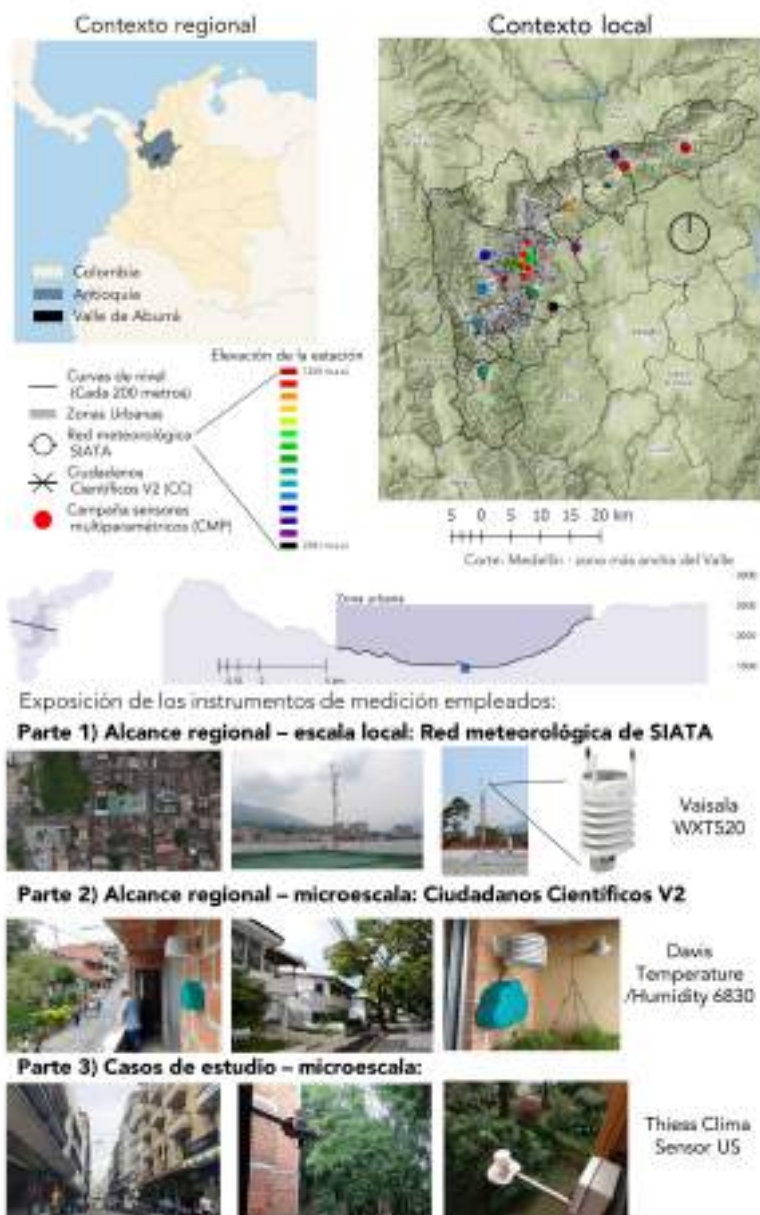 Contexto regional
Contexto local
Colombia
Antioquia
Valle de Aburrá
Elevación de la estación
Curvas de nivel
(Cada 200 metros)
Zonas Urbanas
Red meteorológica
SIATA
Ciudadanos
Científicos V2 (CC)
Campaña sensores
multiparamétricos (CMP)
5 0 5 10 15 20 km
Corte: Medellín - zona más ancha del Valle
Zona urbana
Exposición de los instrumentos de medición empleados:
Parte 1) Alcance regional – escala local: Red meteorológica de SIATA
Vaisala
WXT520
Parte 2) Alcance regional – microescala: Ciudadanos Científicos V2
Davis
Temperature
/Humidity 6830
Parte 3) Casos de estudio – microescala:
Thiess Clima
Sensor US